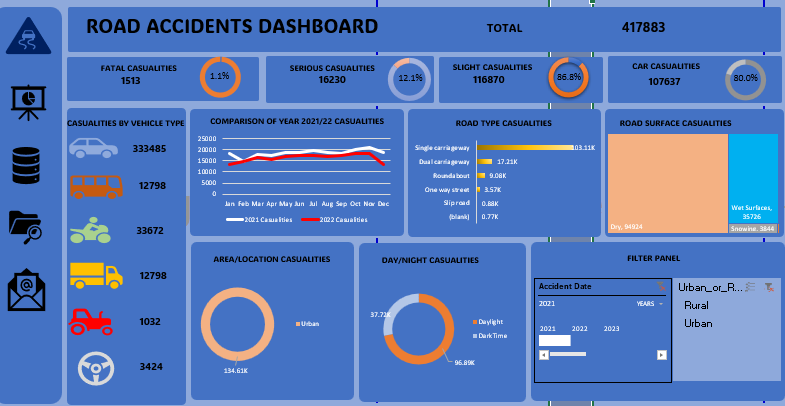 ROAD ACCIDENTS DASHBOARD
TOTAL
417883
FATAL CASUALITIES
1513
1.1%
SERIOUS CASUALITIES
16230
12.1%
SLIGHT CASUALITIES
116870
86.8%
CAR CASUALITIES
107637
80.0%
CASUALITIES BY VEHICLE TYPE
333485
12798
33672
12798
1032
3424
COMPARISON OF YEAR 2021/22 CASUALITIES
25000
20000
15000
10000
5000
0
Jan Feb Mar Apr May Jun Jul Aug Sep Oct Nov Dec
2021 Casualities
2022 Casualities
ROAD TYPE CASUALITIES
Single carriageway
103.11K
Dual carriageway
17.21K
Roundabout
9.08K
One way street
3.57K
Slip road
0.88K
(blank)
0.77K
ROAD SURFACE CASUALITIES
Dry, 94924
Wet Surfaces,
35726
Snowine, 3844
AREA/LOCATION CASUALITIES
Urban
134.61K
DAY/NIGHT CASUALITIES
37.72K
Daylight
DarkTime
96.89K
FILTER PANEL
Accident Date
2021
YEARS
2021 2022 2023
Urban_or_R...
Rural
Urban